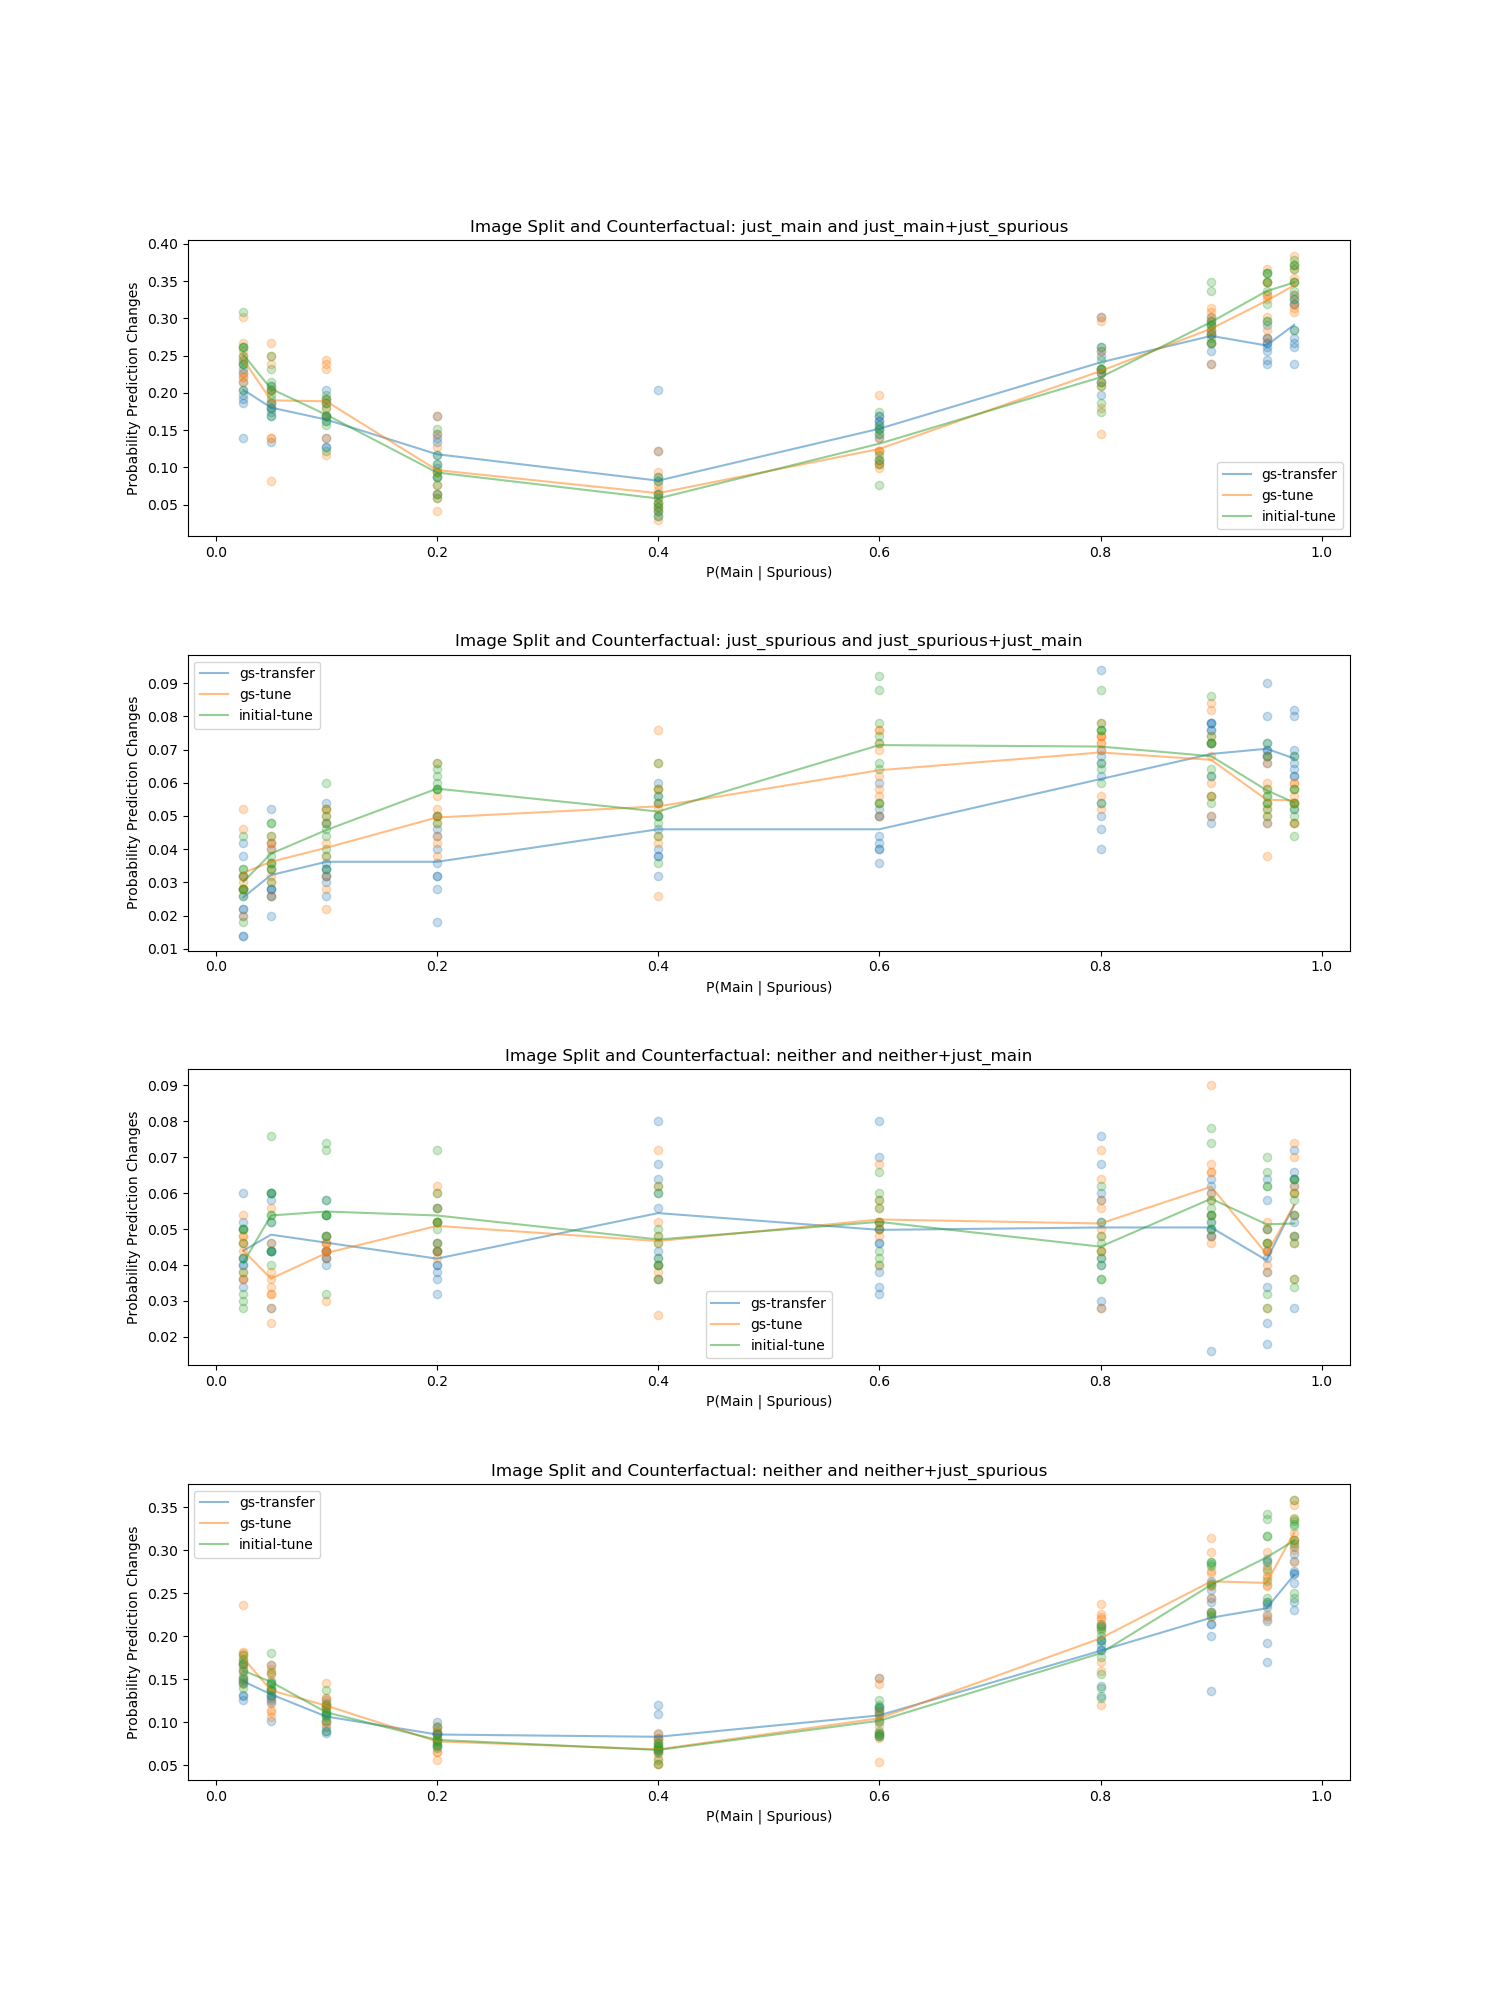 Image Split and Counterfactual: just_main and just_main+just_spurious
Probability Prediction Changes
0.40
0.35
0.30
0.25
0.20
0.15
0.10
0.05
gs-transfer
gs-tune
initial-tune
0.0 0.2 0.4 0.6 0.8 1.0
P(Main | Spurious)
Image Split and Counterfactual: just_spurious and just_spurious+just_main
Probability Prediction Changes
0.09
0.08
0.07
0.06
0.05
0.04
0.03
0.02
0.01
gs-transfer
gs-tune
initial-tune
0.0 0.2 0.4 0.6 0.8 1.0
P(Main | Spurious)
Image Split and Counterfactual: neither and neither+just_main
Probability Prediction Changes
0.09
0.08
0.07
0.06
0.05
0.04
0.03
0.02
gs-transfer
gs-tune
initial-tune
0.0 0.2 0.4 0.6 0.8 1.0
P(Main | Spurious)
Image Split and Counterfactual: neither and neither+just_spurious
Probability Prediction Changes
0.35
0.30
0.25
0.20
0.15
0.10
0.05
gs-transfer
gs-tune
initial-tune
0.0 0.2 0.4 0.6 0.8 1.0
P(Main | Spurious)